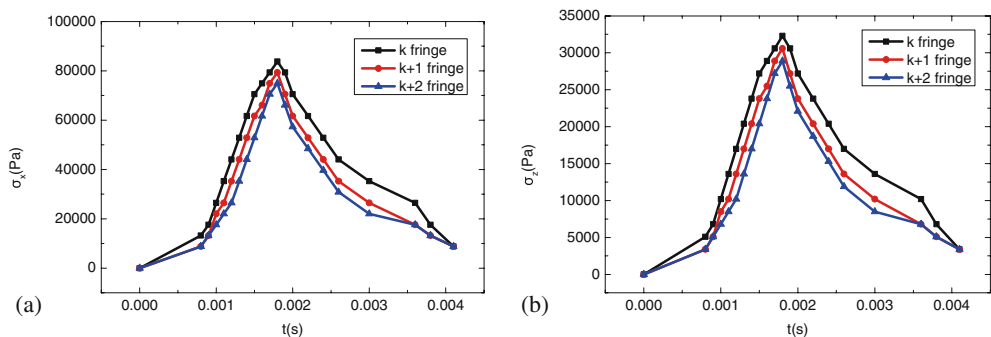 100000
80000
60000
40000
20000
0
σx(Pa)
0.000 0.001 0.002 0.003 0.004
t(s)
k fringe
k+1 fringe
k+2 fringe
(a)
35000
30000
25000
20000
15000
10000
5000
0
σz(Pa)
0.000 0.001 0.002 0.003 0.004
t(s)
k fringe
k+1 fringe
k+2 fringe
(b)